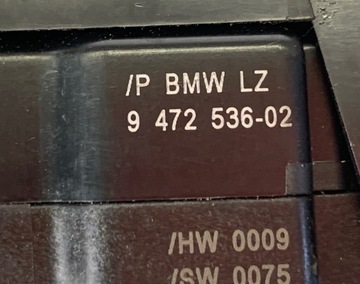 /P BMW LZ
9 472 536-02
/HW 0009
/SW 0075